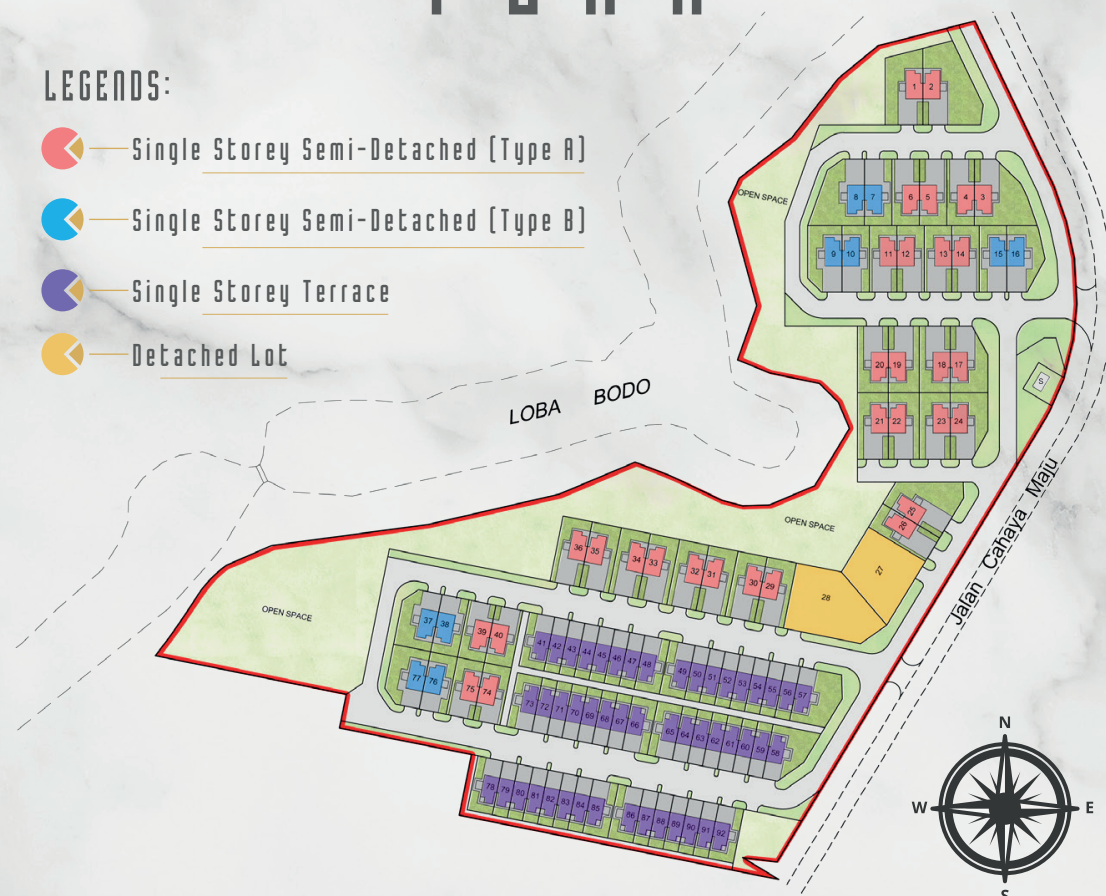 LEGENDS:
Single Storey Semi-Detached (Type A)
Single Storey Semi-Detached (Type B)
Single Storey Terrace
Detached Lot
1 2
OPEN SPACE
8 7 6 5 4 3
9 10 11 12 13 14 15 16
20 19 18 17
S
21 22 23 24
LOBA BODO
Jalan Cahaya Maju
25
26
OPEN SPACE
27
28
36 35 34 33 32 31 30 29
OPEN SPACE
37 38 39 40
41 42 43 44 45 46 47 48 49 50 51 52 53 54 55 56 57
77 76 75 74
73 72 71 70 69 68 67 66 65 64 63 62 61 60 59 58
78 79 80 81 82 83 84 85 86 87 88 89 90 91 92
N
W E
S